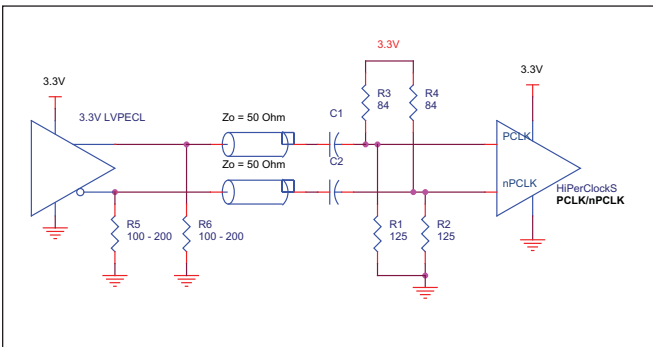 3.3V
3.3V
3.3V LVPECL
Zo = 50 Ohm
C1
R3
84
R4
84
3.3V
PCLK
Zo = 50 Ohm
C2
nPCLK
HiPerClockS
PCLK/nPCLK
R5
100 - 200
R6
100 - 200
R1
125
R2
125